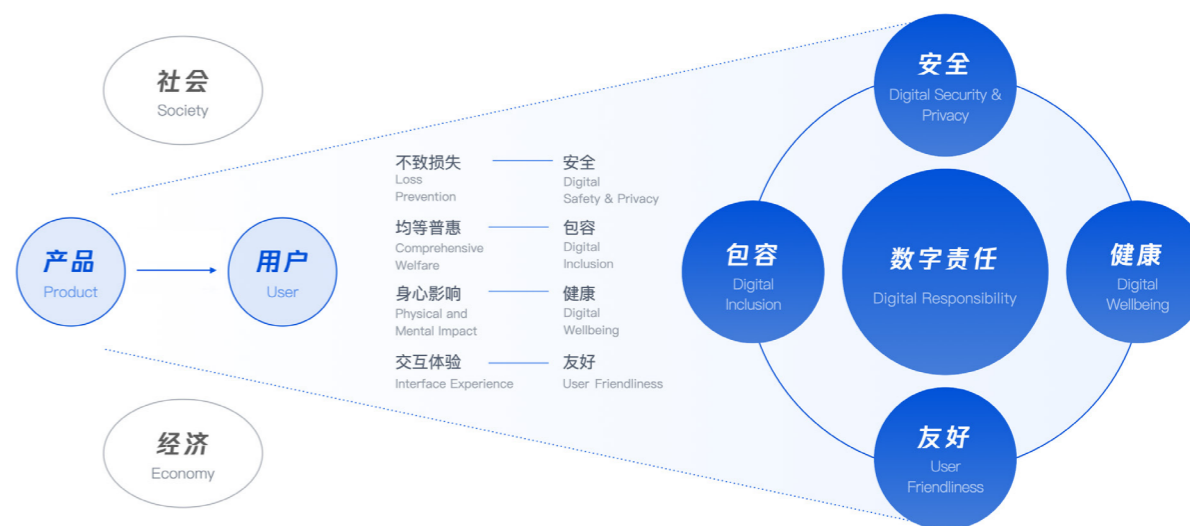 社会
Society
产品
Product
用户
User
经济
Economy
不致损失
Loss
Prevention
安全
Digital
Safety & Privacy
均等普惠
Comprehensive
Welfare
包容
Digital
Inclusion
身心影响
Physical and
Mental Impact
健康
Digital
Wellbeing
交互体验
Interface Experience
友好
User Friendliness
安全
Digital Security &
Privacy
包容
Digital
Inclusion
数字责任
Digital Responsibility
健康
Digital
Wellbeing
友好
User
Friendliness